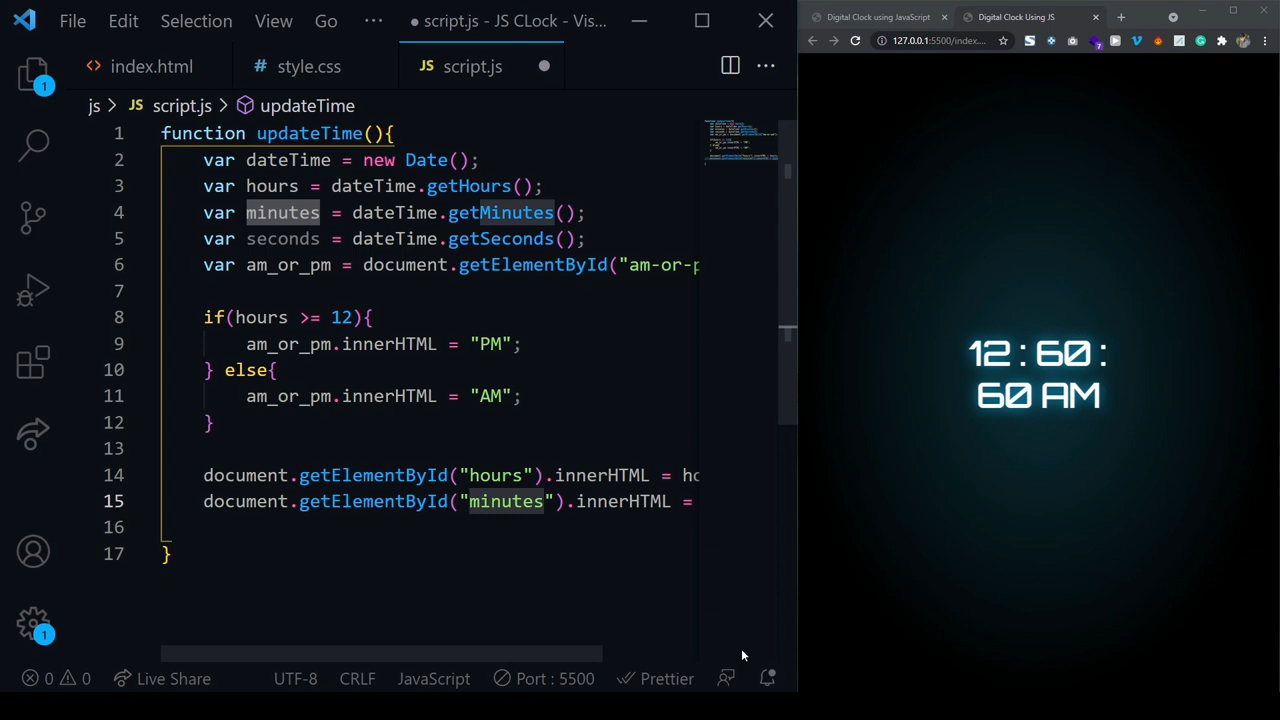 File Edit Selection View Go ··· ● script.js - JS CLock - Vis...
index.html
# style.css
JS script.js
js > JS script.js > updateTime
1 function updateTime(){
2 var dateTime = new Date();
3 var hours = dateTime.getHours();
4 var minutes = dateTime.getMinutes();
5 var seconds = dateTime.getSeconds();
6 var am_or_pm = document.getElementById("am-or-p
7
8 if(hours >= 12){
9 am_or_pm.innerHTML = "PM";
10 } else{
11 am_or_pm.innerHTML = "AM";
12 }
13
14 document.getElementById("hours").innerHTML = ho
15 document.getElementById("minutes").innerHTML =
16
17 }
1
1
0 0 Live Share UTF-8 CRLF JavaScript Port : 5500 Prettier
Digital Clock using JavaScript
Digital Clock Using JS
127.0.0.1:5500/index....
7
12 : 60 :
60 AM